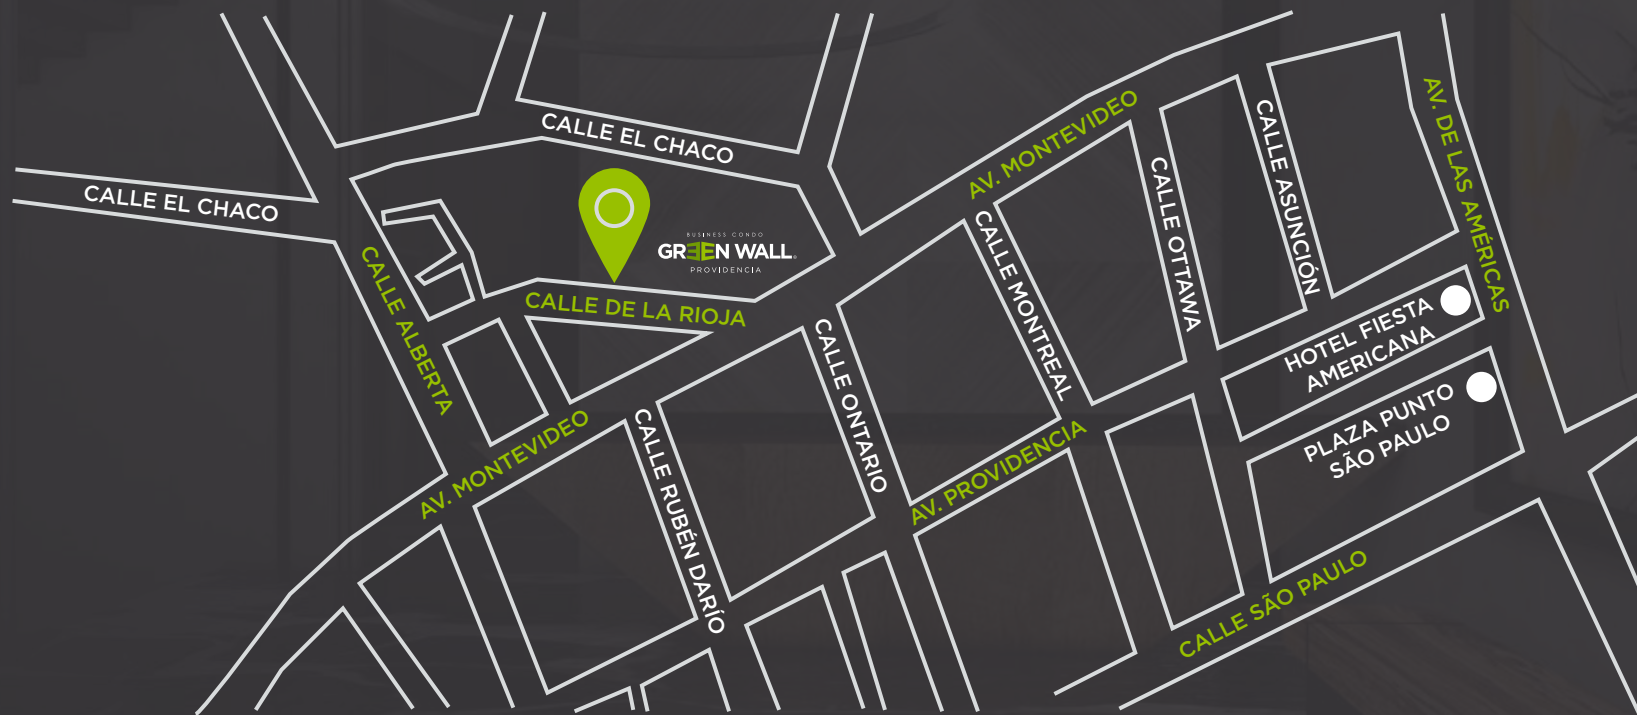 CALLE EL CHACO
CALLE EL CHACO
BUSINESS CONDO
GREEN WALL
PROVIDENCIA
CALLE ALBERTA
CALLE DE LA RIOJA
AV. MONTEVIDEO
AV. MONTEVIDEO
CALLE RUBÉN DARÍO
CALLE ONTARIO
CALLE MONTREAL
CALLE OTTAWA
CALLE ASUNCIÓN
AV. DE LAS AMÉRICAS
AV. PROVIDENCIA
HOTEL FIESTA
AMERICANA
PLAZA PUNTO
SÃO PAULO
CALLE SÃO PAULO